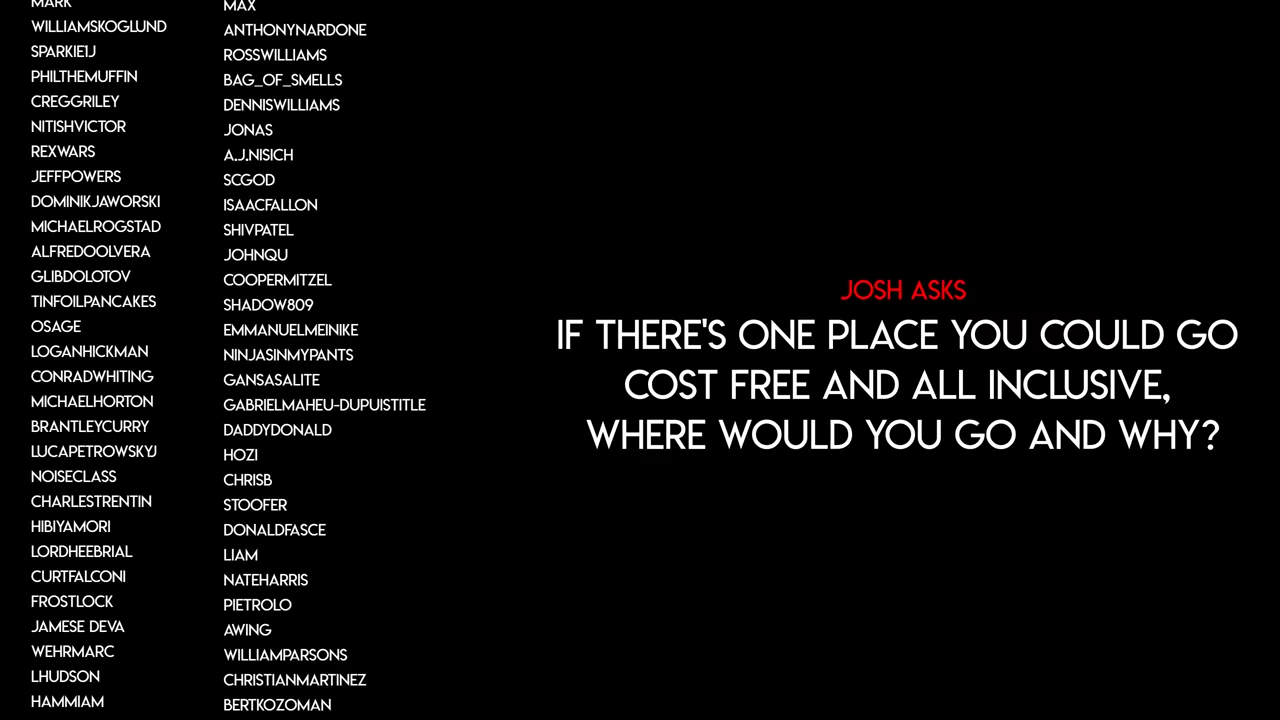 MARK
WILLIAMSKOGLUND
SPARKIE1J
PHILTHEMUFFIN
CREGGRILEY
NITISHVICTOR
REXWARS
JEFFPOWERS
DOMINIKJAWORSKI
MICHAELROGSTAD
ALFREDOOLVERA
GLIBDOLOTOV
TINFOILPANCAKES
OSAGE
LOGANHICKMAN
CONRADWHITING
MICHAELHORTON
BRANTLEYCURRY
LUCAPETROWSKYJ
NOISECLASS
CHARLESTRENTIN
HIBIYAMORI
LORDHEEBRIAL
CURTFALCONI
FROSTLOCK
JAMESE DEVA
WEHRMARC
LHUDSON
HAMMIAM
MAX
ANTHONYNARDONE
ROSSWILLIAMS
BAG_OF_SMELLS
DENNISWILLIAMS
JONAS
A.J.NISICH
SCGOD
ISAACFALLON
SHIVPATEL
JOHNQU
COOPERMITZEL
SHADOW809
EMMANUELMEINIKE
NINJASINMYPANTS
GANSASALITE
GABRIELMAHEU-DUPUISTITLE
DADDYDONALD
HOZI
CHRISB
STOOFER
DONALDFASCE
LIAM
NATEHARRIS
PIETROLO
AWING
WILLIAMPARSONS
CHRISTIANMARTINEZ
BERTKOZOMAN
JOSH ASKS
IF THERE'S ONE PLACE YOU COULD GO
COST FREE AND ALL INCLUSIVE,
WHERE WOULD YOU GO AND WHY?